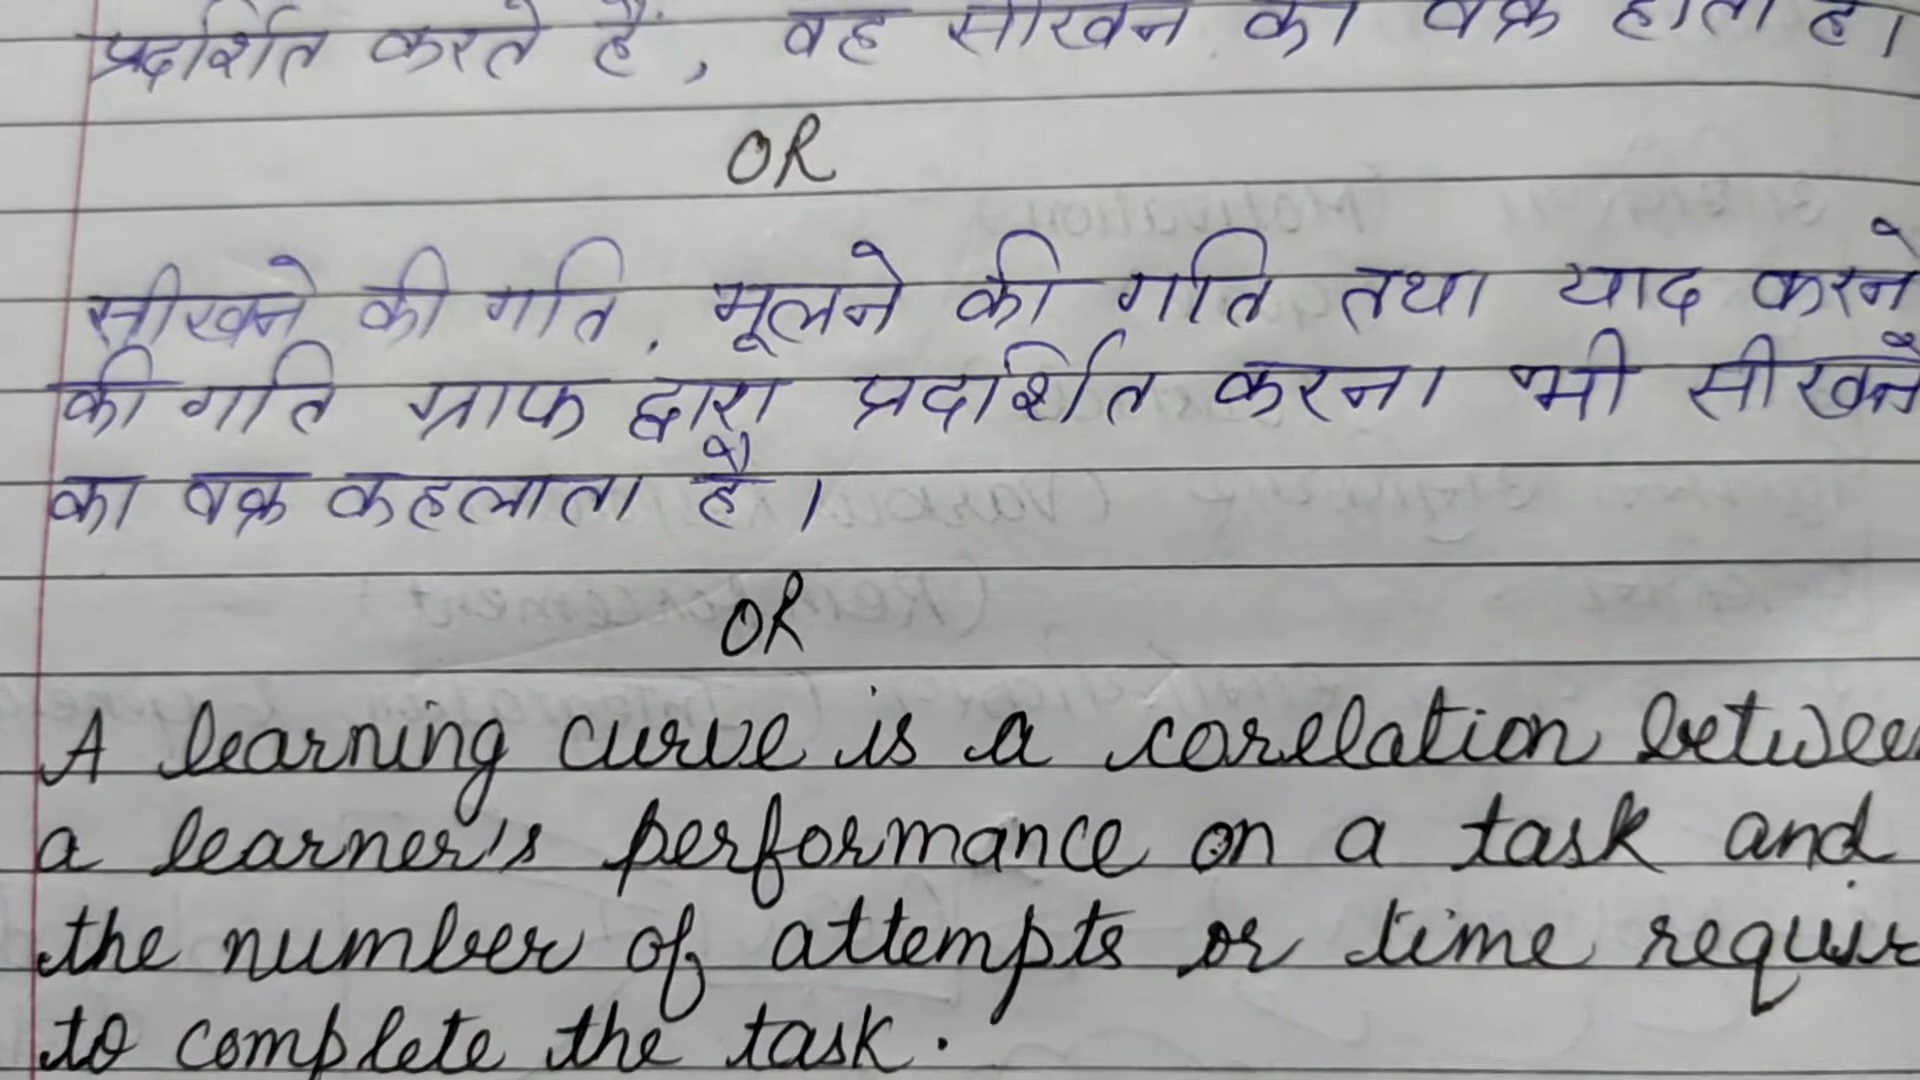 प्रदर्शित करते हैं, वह सीखने का वक्र होता है।
OR
सीखने की गति, भूलने की गति तथा याद करने
की गति ग्राफ द्वारा प्रदर्शित करना भी सीखने
का वक्र कहलाता है।
OR
A learning curve is a corelation between
a learner's performance on a task and
the number of attempts or time requir
to complete the task.